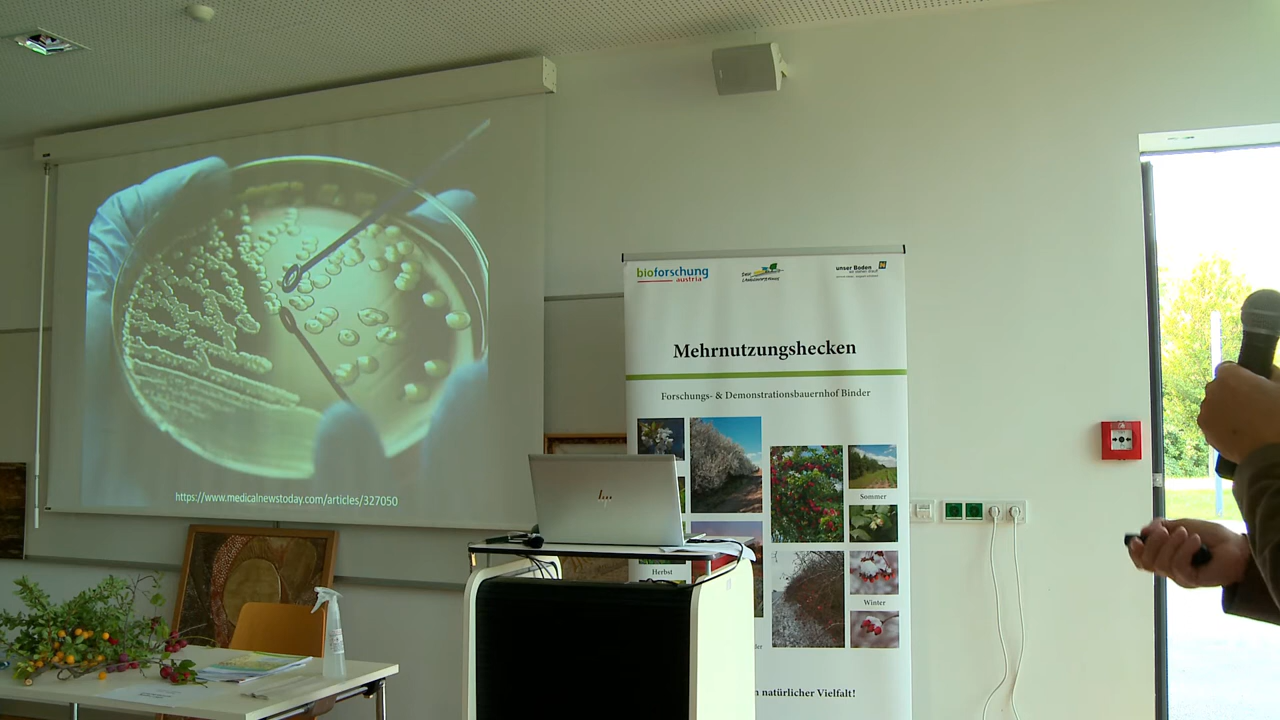 https://www.medicalnewstoday.com/articles/327050
bioforschung
austria
unser Boden
Mehrnutzungshecken
Forschungs- & Demonstrationsbauernhof Binder
Sommer
Herbst
Winter
natürlicher Vielfalt!